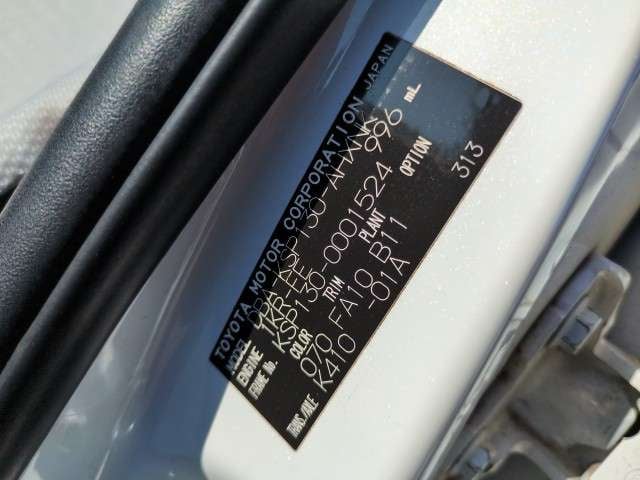 TOYOTA MOTOR CORPORATION JAPAN
MODEL DBA-KSP130-AHXNK
ENGINE 1KR-FE 996 mL
FRME No. KSP130-0001524
COLOR TRIM PLANT OPTION
070 FA10 B11 313
TRANS/AXLE K410 -01A